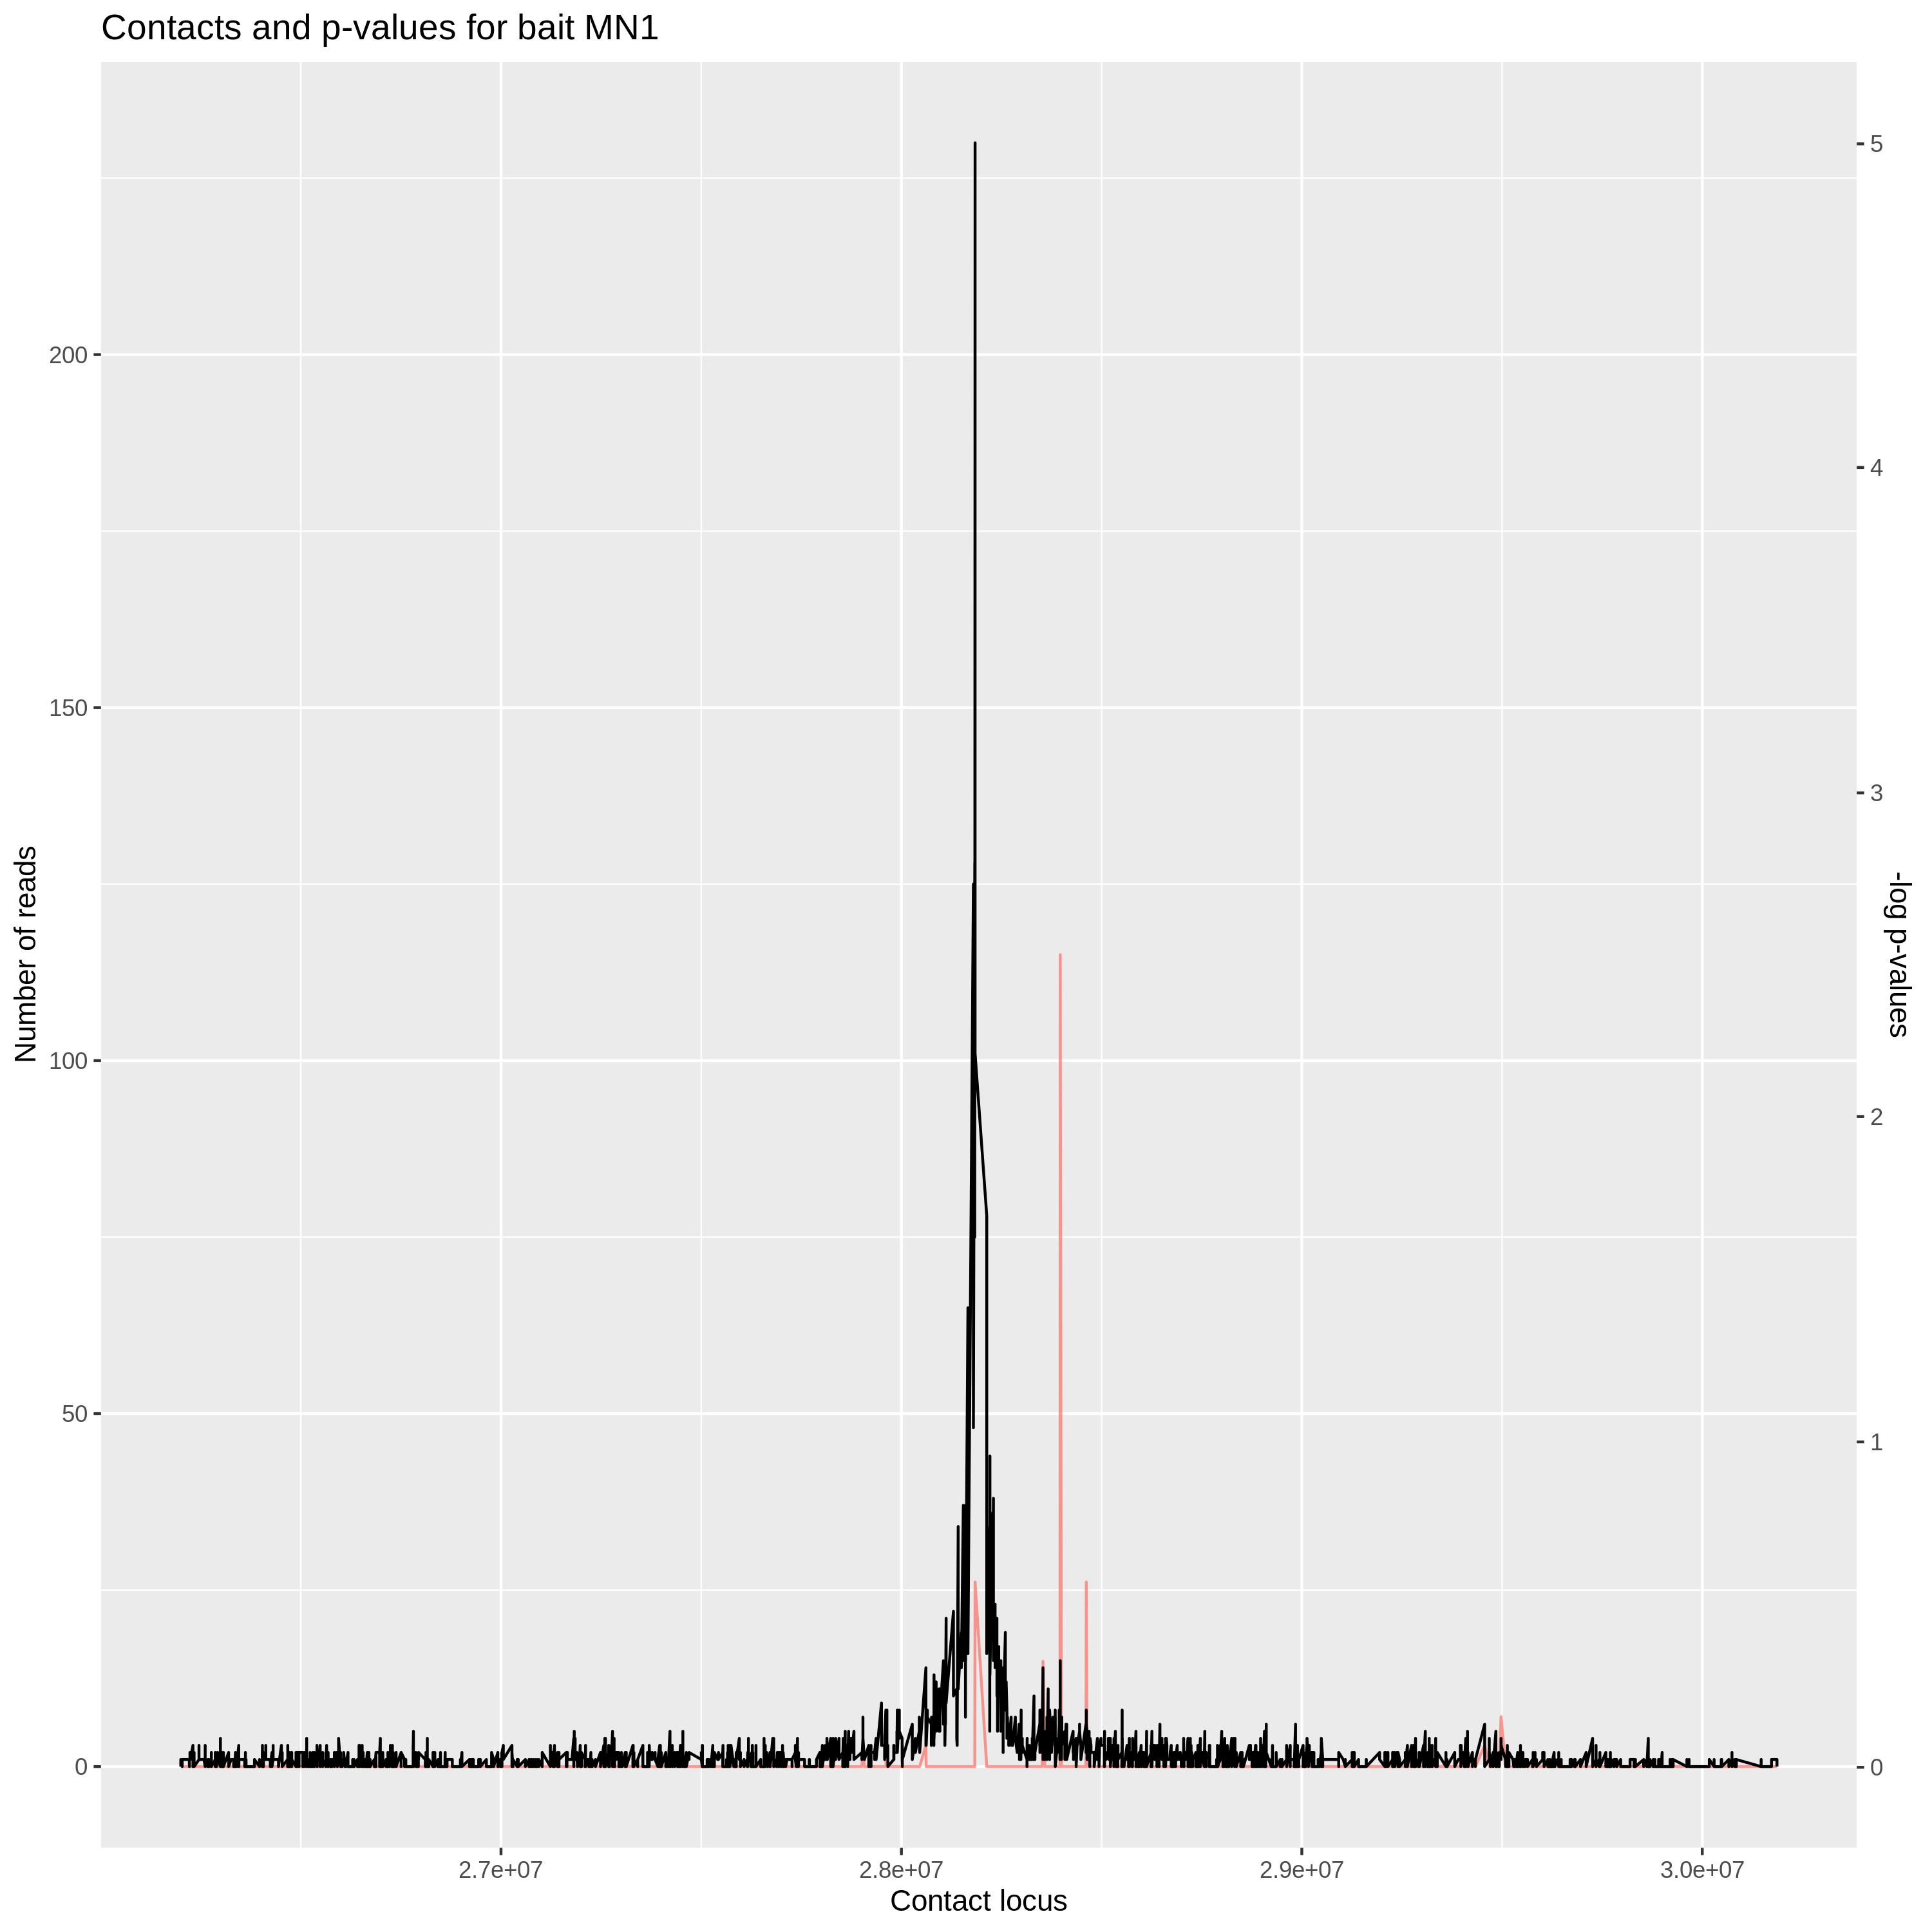 Contacts and p-values for bait MN1
Number of reads
200
150
100
50
0
5
4
3
2
1
0
-log p-values
2.7e+07 2.8e+07 2.9e+07 3.0e+07
Contact locus